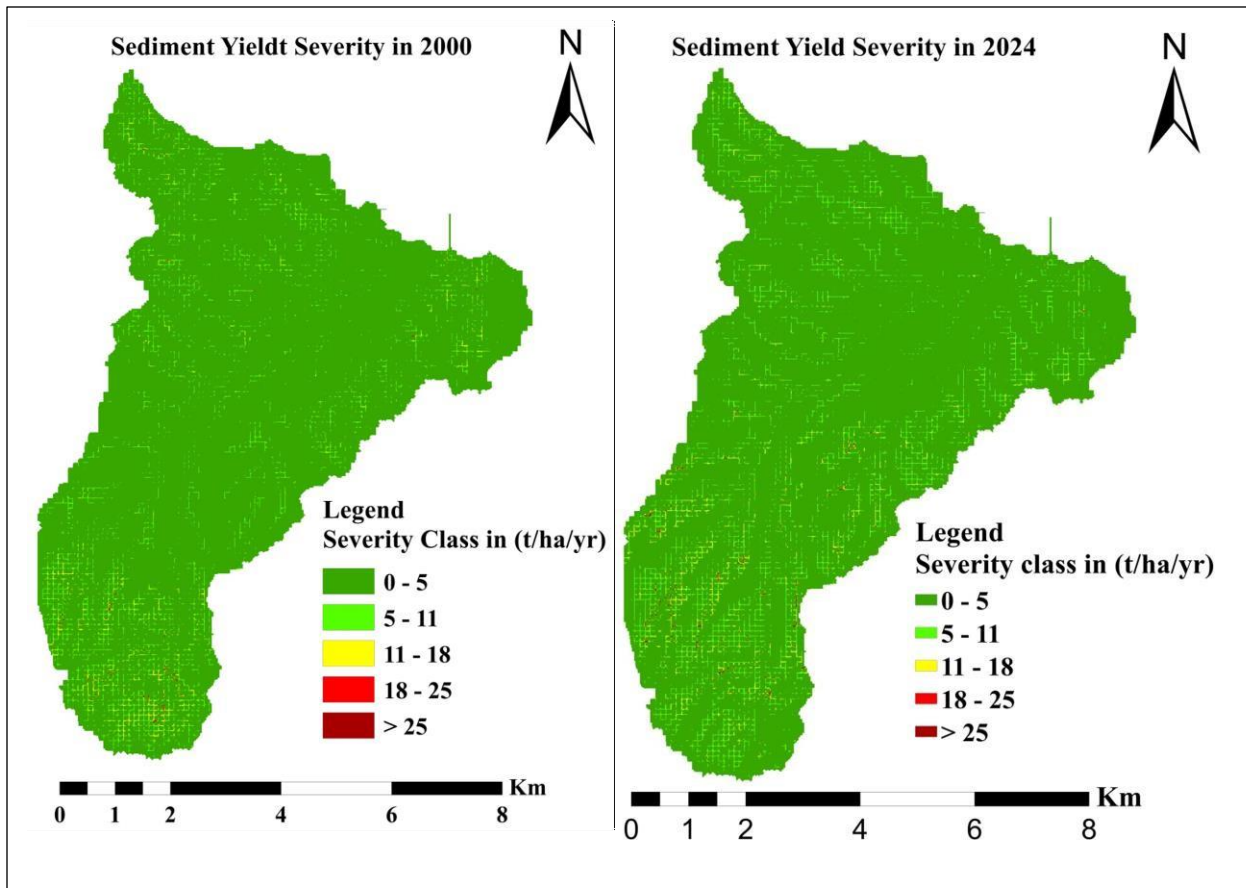 Sediment Yieldt Severity in 2000
N
Legend
Severity Class in (t/ha/yr)
0 - 5
5 - 11
11 - 18
18 - 25
> 25
Km
0 1 2 4 6 8
Sediment Yield Severity in 2024
N
Legend
Severity class in (t/ha/yr)
0 - 5
5 - 11
11 - 18
18 - 25
> 25
Km
0 1 2 4 6 8